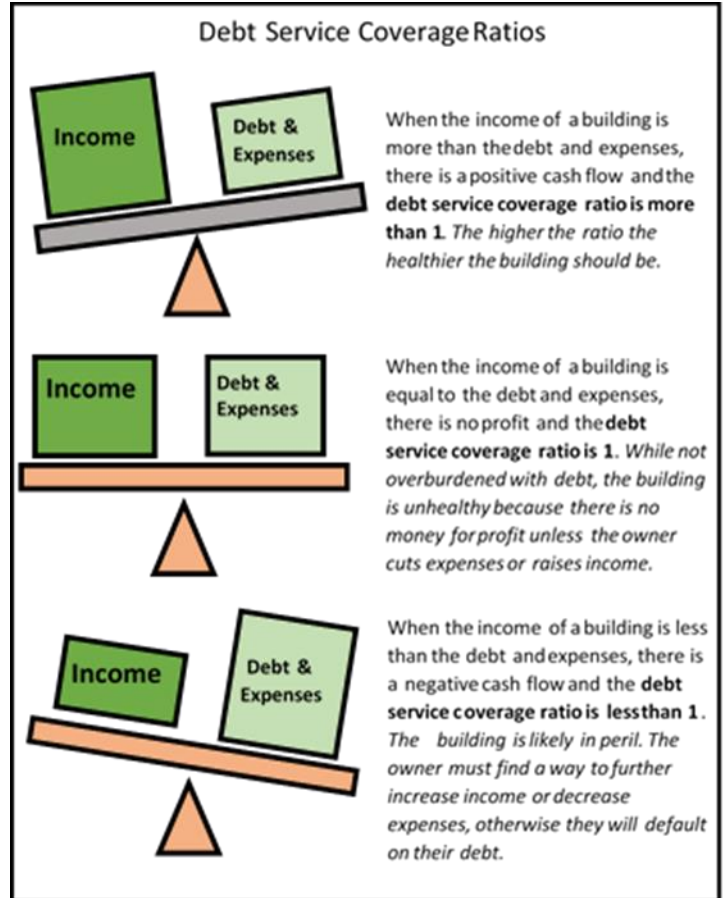 Debt Service Coverage Ratios
Income
Debt &
Expenses
When the income of a building is
more than the debt and expenses,
there is a positive cash flow and the
debt service coverage ratio is more
than 1. The higher the ratio the
healthier the building should be.
Income
Debt &
Expenses
When the income of a building is
equal to the debt and expenses,
there is no profit and the debt
service coverage ratio is 1. While not
overburdened with debt, the building
is unhealthy because there is no
money for profit unless the owner
cuts expenses or raises income.
Income
Debt &
Expenses
When the income of a building is less
than the debt and expenses, there is
a negative cash flow and the debt
service coverage ratio is less than 1.
The building is likely in peril. The
owner must find a way to further
increase income or decrease
expenses, otherwise they will default
on their debt.